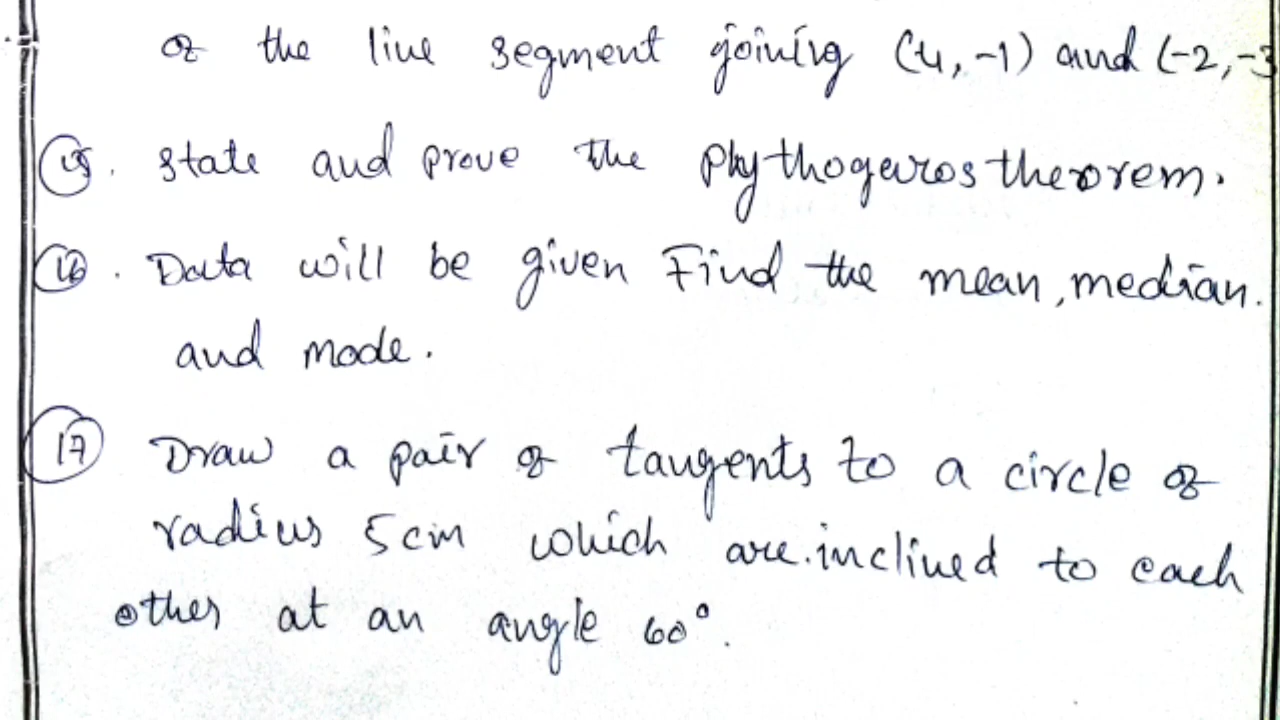 of the line segment joining (4,-1) and (-2,-3
15. State and prove the Phythogeros theorem.
16. Data will be given Find the mean, median.
and mode.
17 Draw a pair of tangents to a circle of
radius 5cm which are inclined to each
other at an angle 60°.